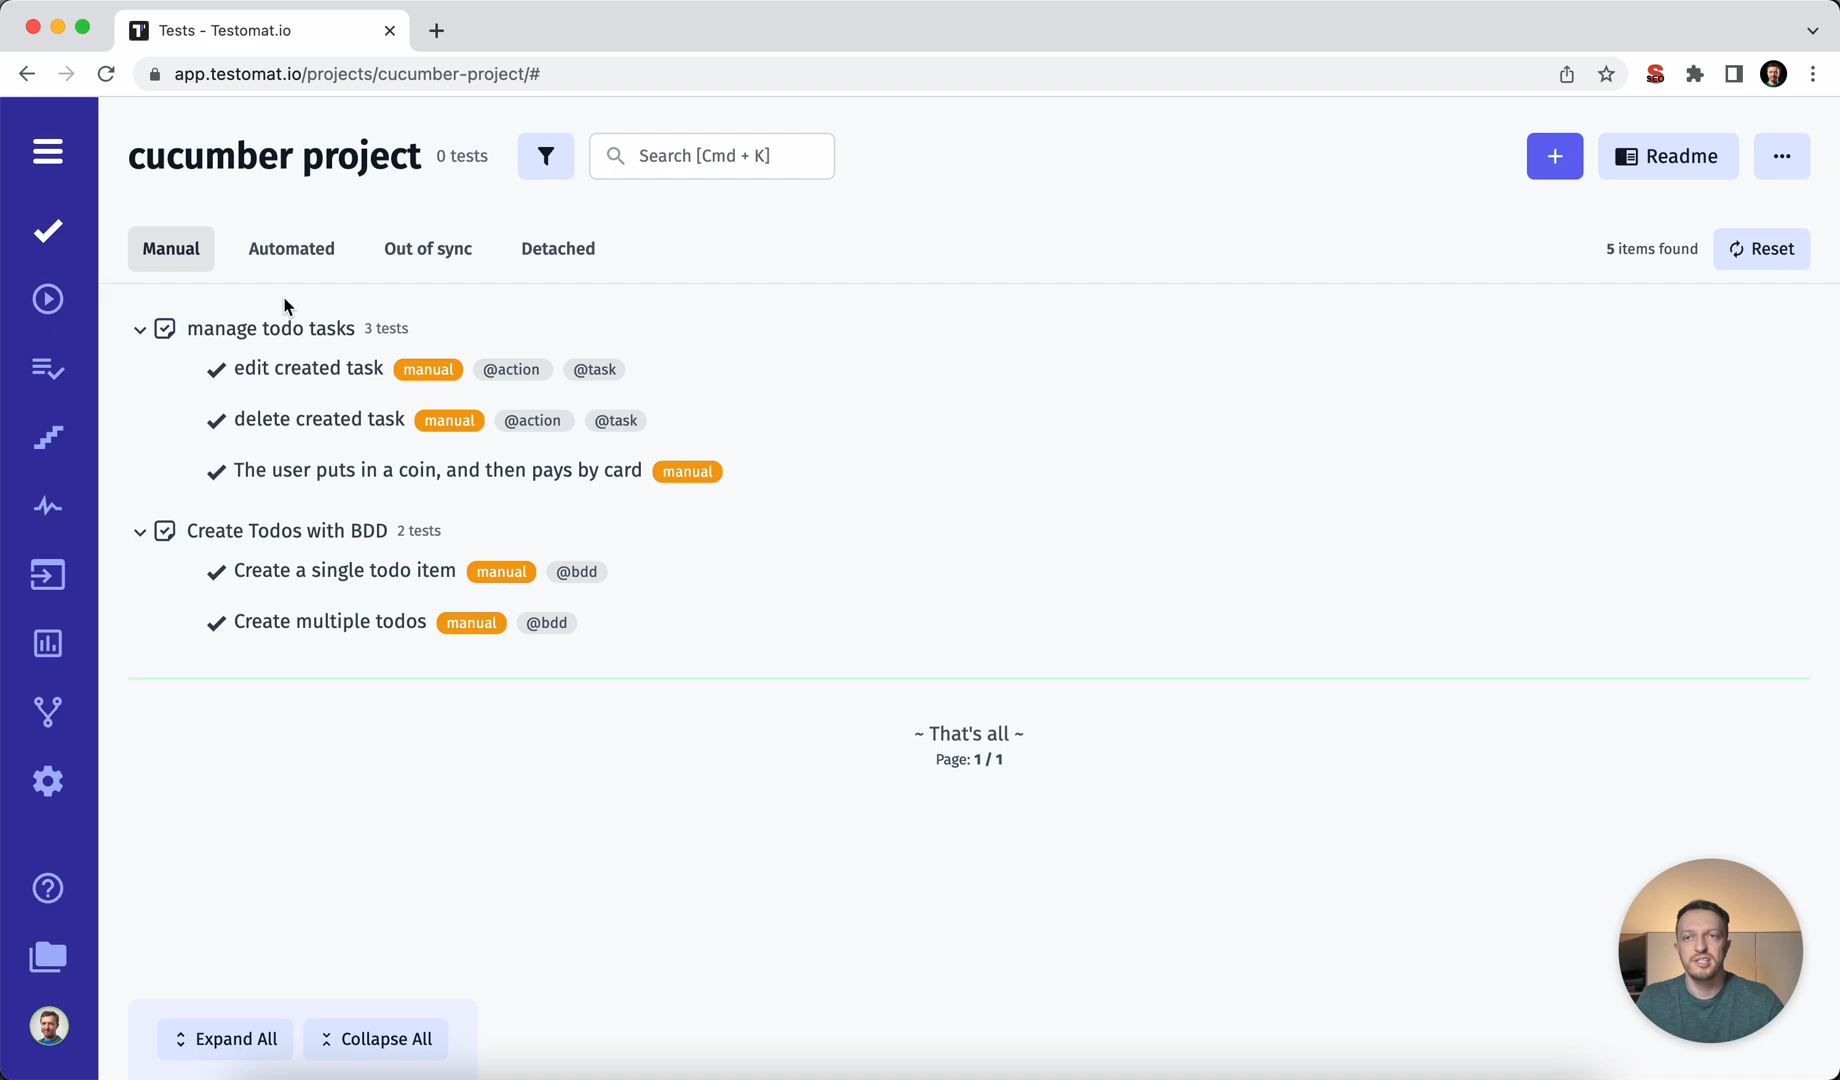 Tests - Testomat.io
app.testomat.io/projects/cucumber-project/#
SEO
cucumber project 0 tests Search [Cmd + K] + Readme ...
Manual Automated Out of sync Detached 5 items found Reset
manage todo tasks 3 tests
edit created task manual @action @task
delete created task manual @action @task
The user puts in a coin, and then pays by card manual
Create Todos with BDD 2 tests
Create a single todo item manual @bdd
Create multiple todos manual @bdd
~ That's all ~
Page: 1 / 1
Expand All Collapse All